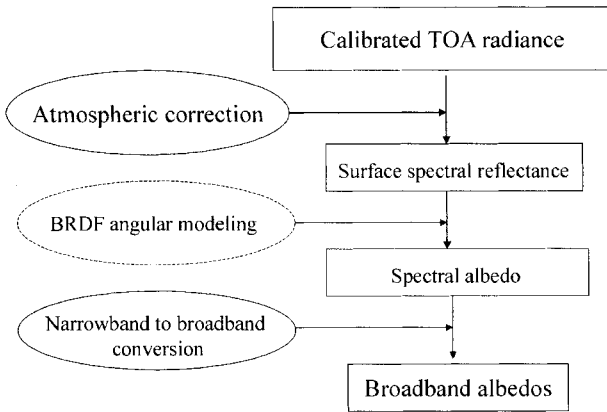 Calibrated TOA radiance
Atmospheric correction
Surface spectral reflectance
BRDF angular modeling
Spectral albedo
Narrowband to broadband
conversion
Broadband albedos